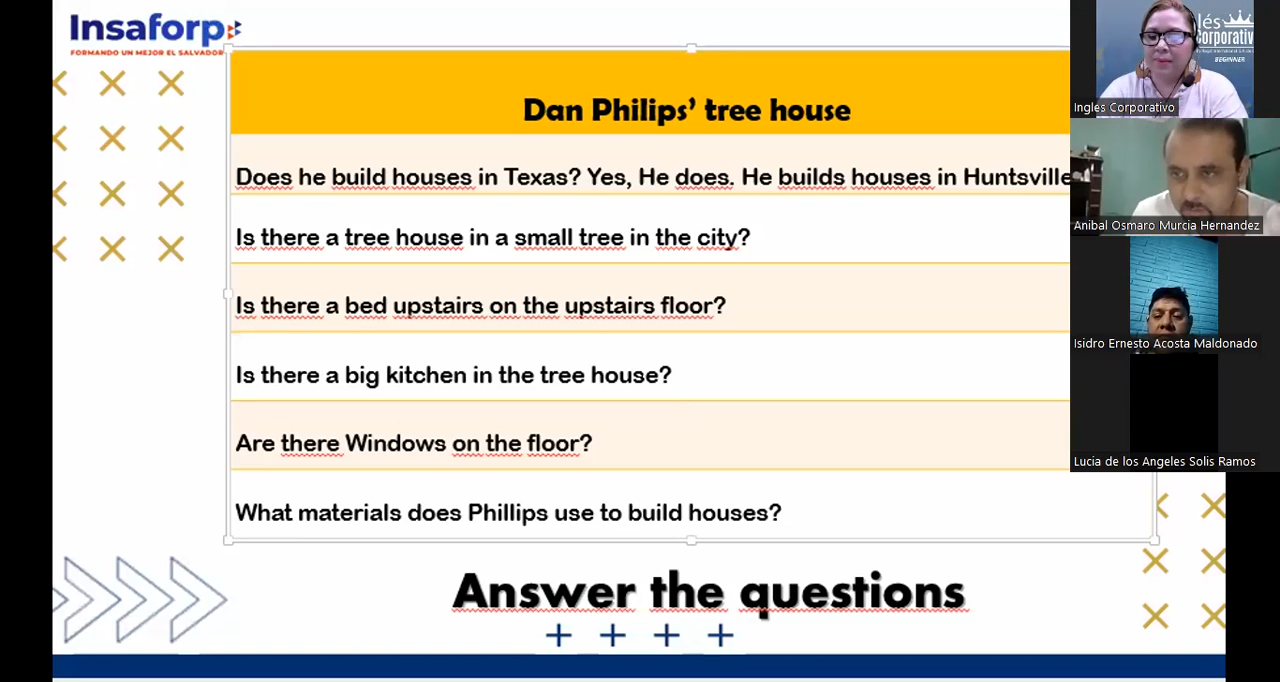 Insaforp
FORMANDO UN MEJOR EL SALVADOR
Dan Philips' tree house
Does he build houses in Texas? Yes, He does. He builds houses in Huntsville
Is there a tree house in a small tree in the city?
Is there a bed upstairs on the upstairs floor?
Is there a big kitchen in the tree house?
Are there Windows on the floor?
What materials does Phillips use to build houses?
Answer the questions
lés
orporativ
BEGINNER
Ingles Corporativo
Anibal Osmaro Murcia Hernandez
Isidro Ernesto Acosta Maldonado
Lucia de los Angeles Solis Ramos